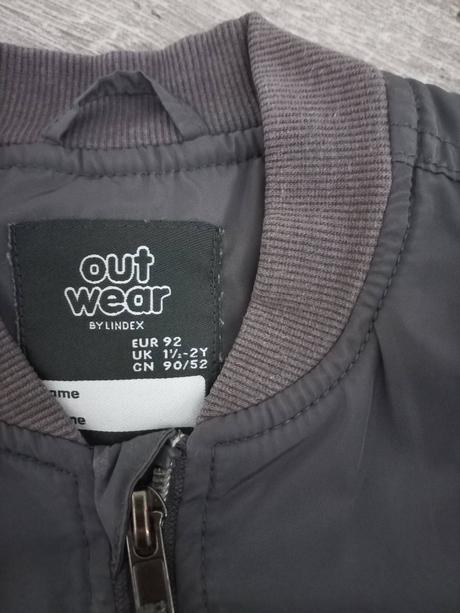 out
wear
BY LINDEX
EUR 92
UK 1½-2Y
CN 90/52